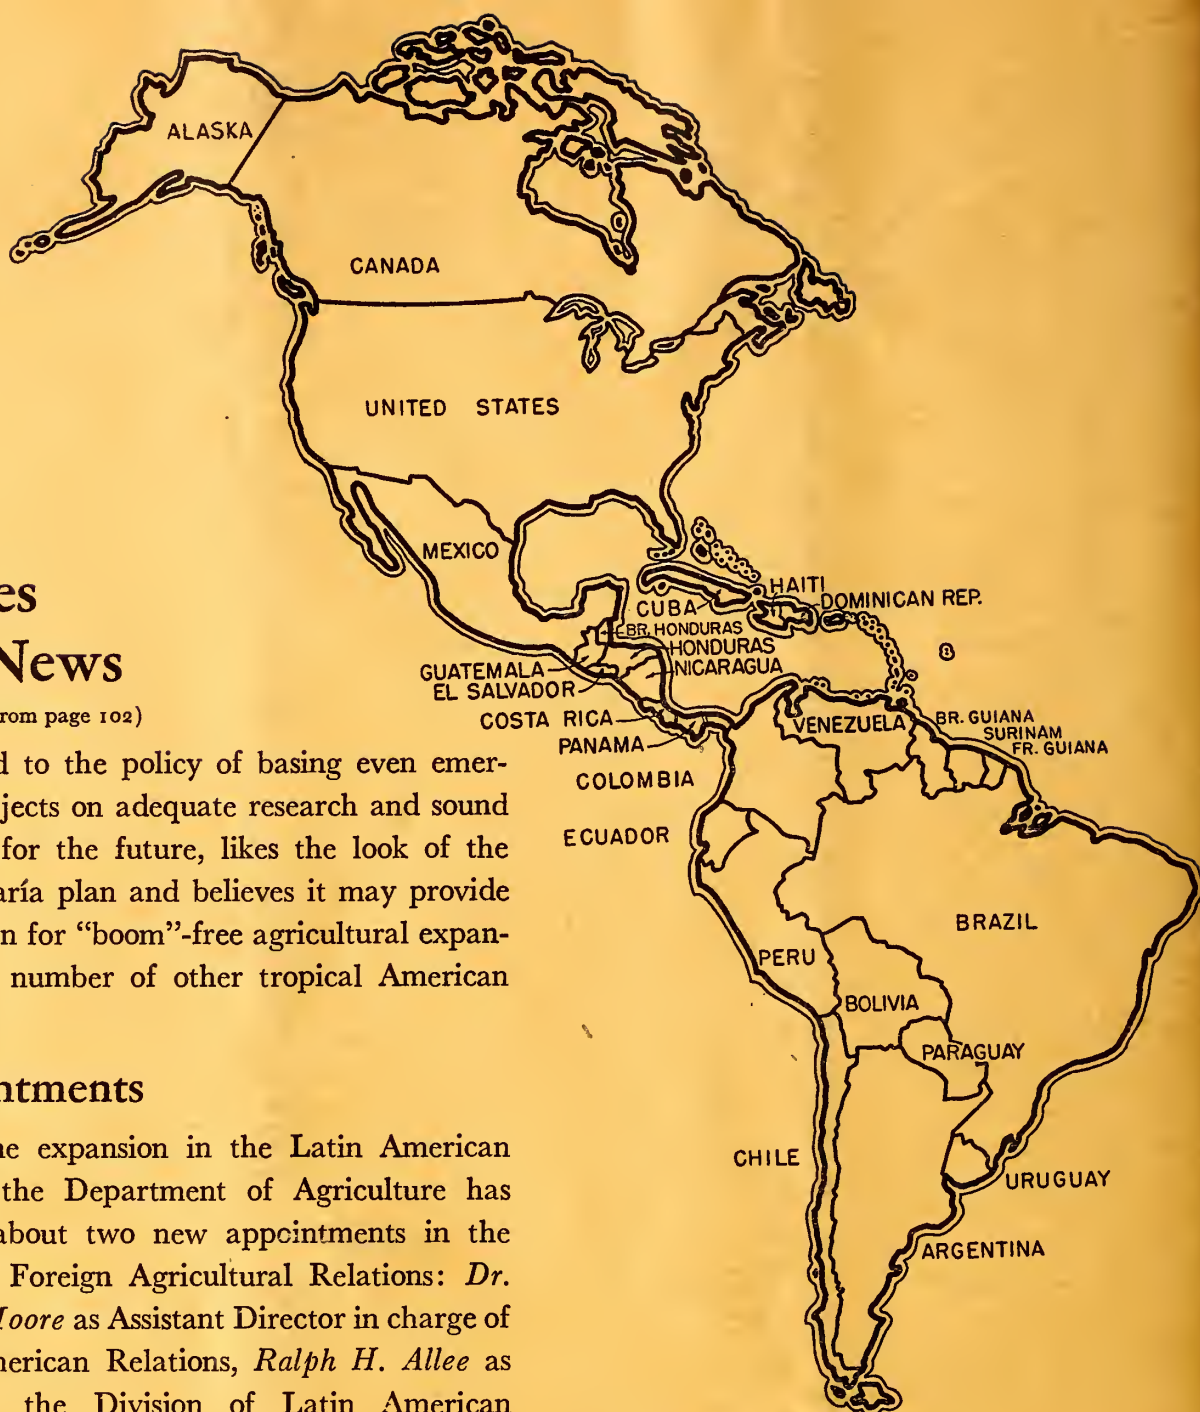 ALASKA
CANADA
UNITED STATES
MEXICO
HAITI
DOMINICAN REP.
CUBA
BR. HONDURAS
HONDURAS
NICARAGUA
GUATEMALA
EL SALVADOR
COSTA RICA
PANAMA
VENEZUELA
BR. GUIANA
SURINAM
FR. GUIANA
COLOMBIA
ECUADOR
BRAZIL
PERU
BOLIVIA
PARAGUAY
CHILE
URUGUAY
ARGENTINA
es
News
rom page 102)
d to the policy of basing even emer-
jects on adequate research and sound
for the future, likes the look of the
aría plan and believes it may provide
n for “boom”-free agricultural expan-
number of other tropical American
ntments
ne expansion in the Latin American
the Department of Agriculture has
about two new appointments in the
Foreign Agricultural Relations: Dr.
Moore as Assistant Director in charge of
merican Relations, Ralph H. Allee as
the Division of Latin American